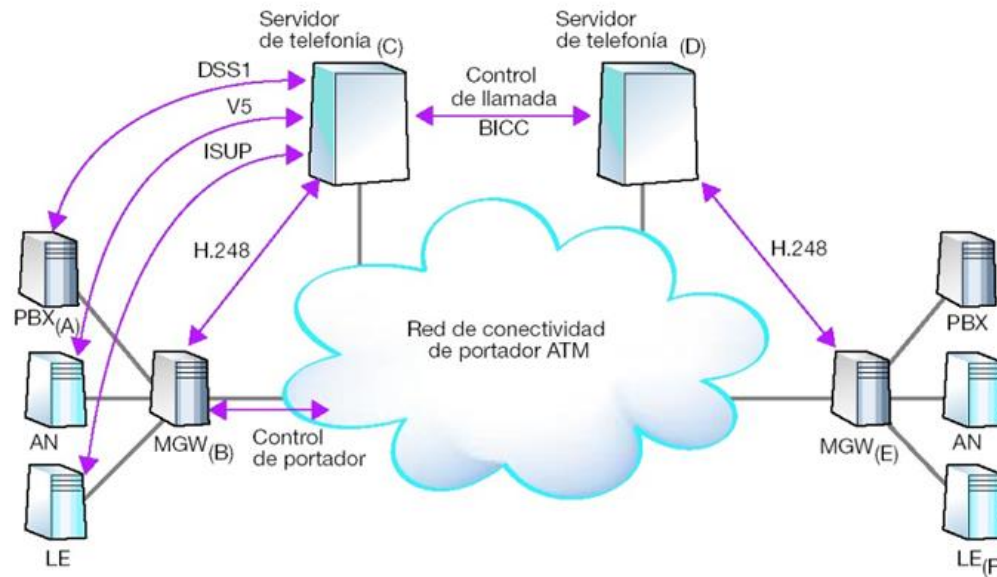 Servidor
de telefonía (C)
Servidor
de telefonía (D)
DSS1
V5
ISUP
Control
de llamada
BICC
H.248
H.248
PBX (A)
PBX
Red de conectividad
de portador ATM
AN
MGW (B)
Control
de portador
MGW (E)
AN
LE
LE (F)